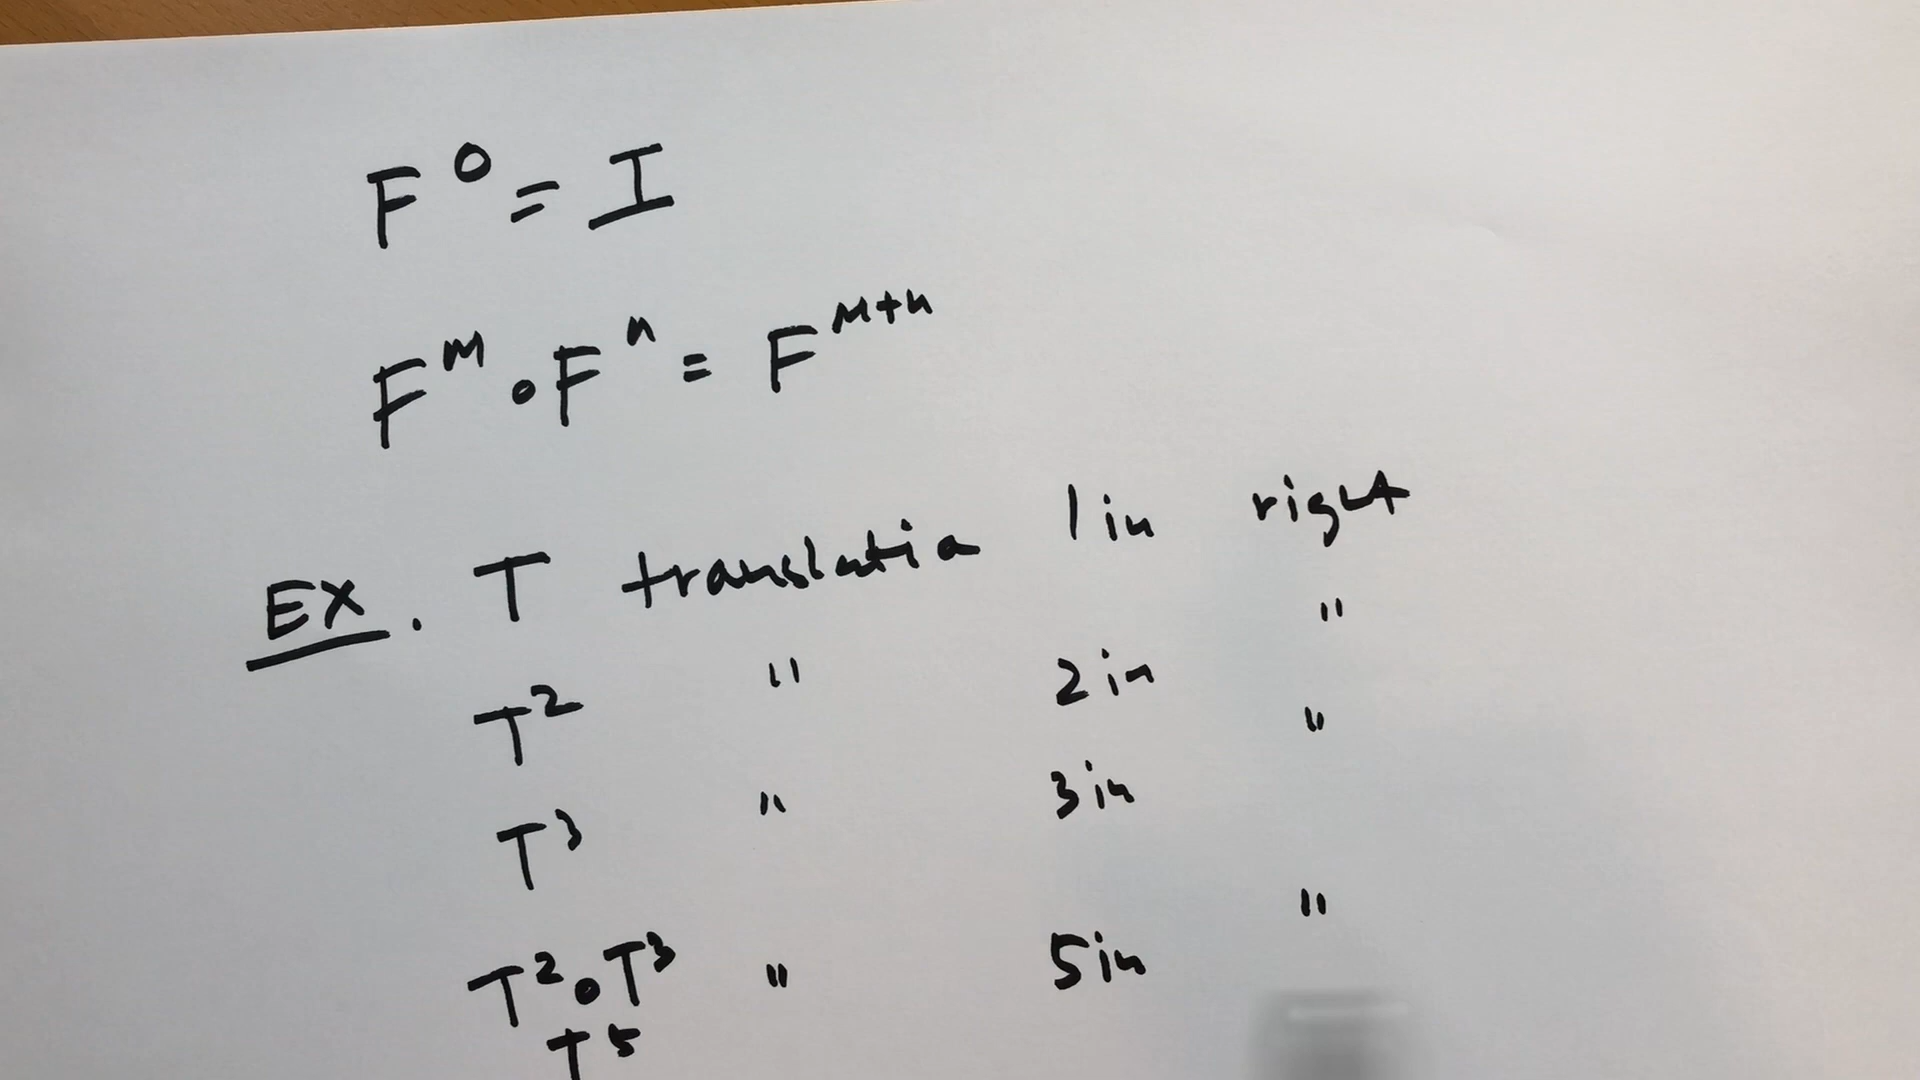 F⁰ = I
Fᵐ ∘ Fⁿ = Fᵐ⁺ⁿ
EX. T translation 1 in right
T² " 2 in "
T³ " 3 in "
T² ∘ T³ " 5 in "
T⁵